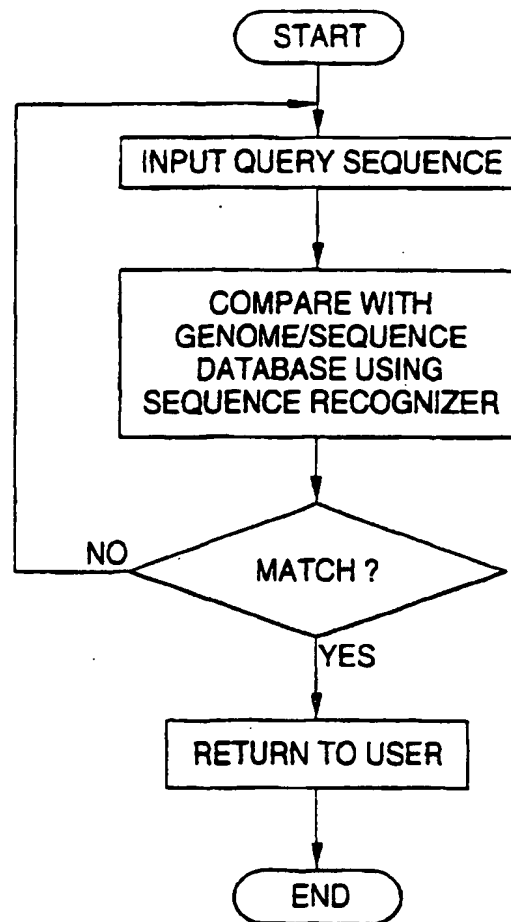 START
INPUT QUERY SEQUENCE
COMPARE WITH
GENOME/SEQUENCE
DATABASE USING
SEQUENCE RECOGNIZER
NO
MATCH ?
YES
RETURN TO USER
END